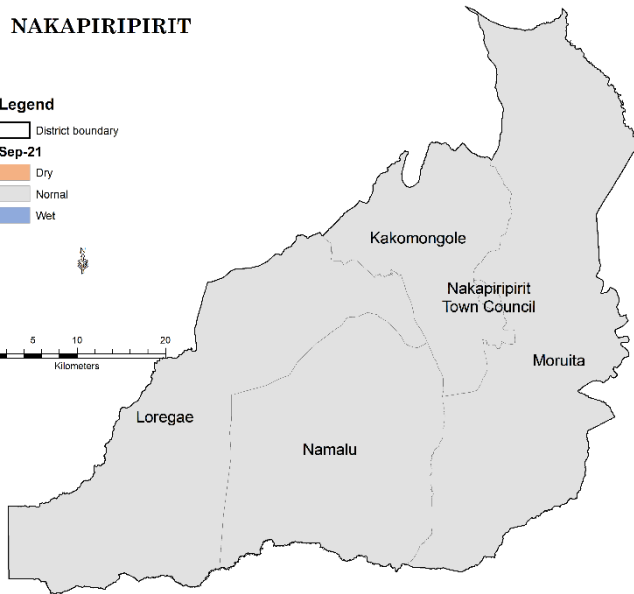 NAKAPIRIPIRIT
Legend
District boundary
Sep-21
Dry
Nornal
Wet
N
5 10 20
Kilometers
Kakomongole
Nakapiripirit
Town Council
Moruita
Loregae
Namalu